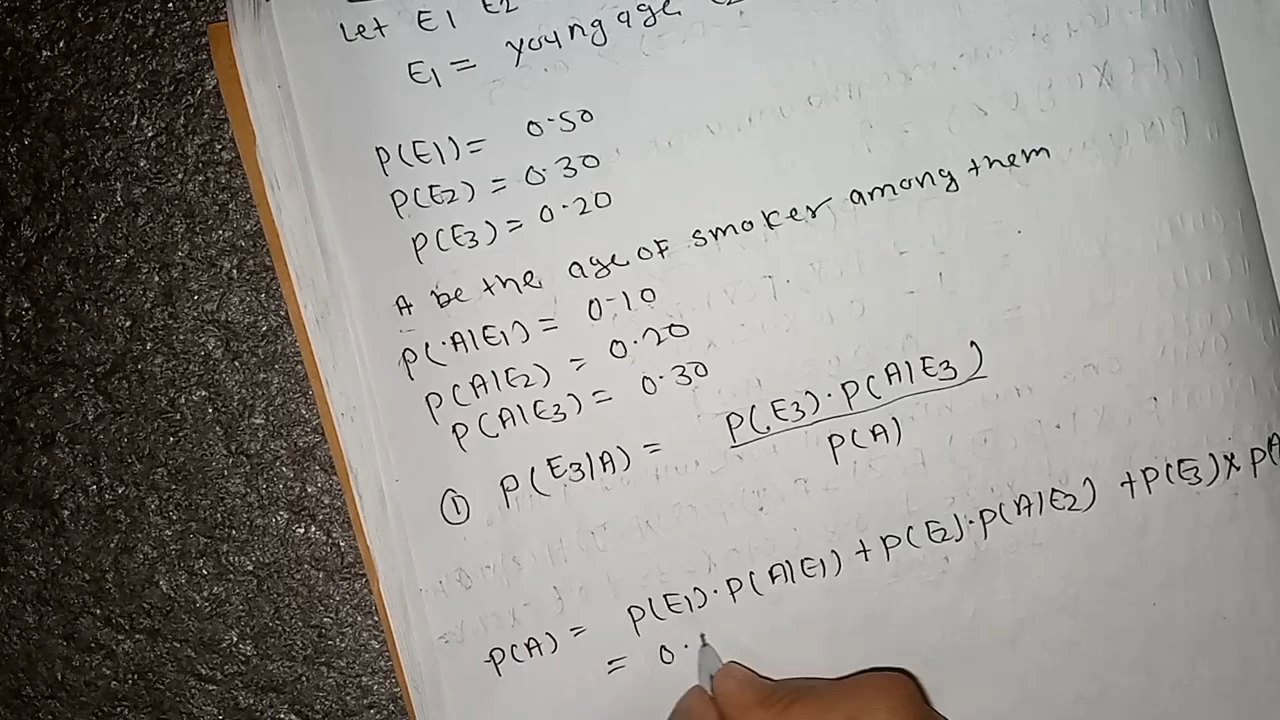 Let E1 E2
E1 = young age
P(E1) = 0.50
P(E2) = 0.30
P(E3) = 0.20
A be the age of smoker among them
P(A|E1) = 0.10
P(A|E2) = 0.20
P(A|E3) = 0.30
① P(E3|A) = P(E3)·P(A|E3)
P(A)
P(A) = P(E1)·P(A|E1) + P(E2)·P(A|E2) + P(E3)× P(A
= 0.